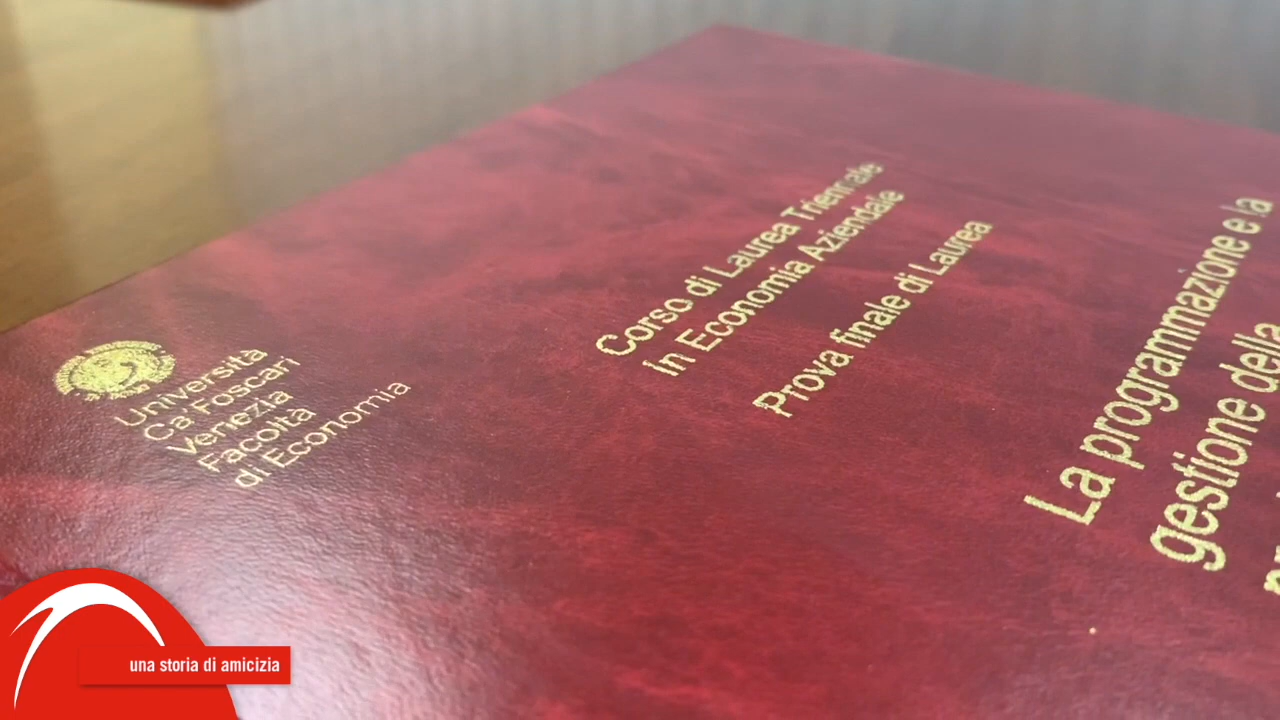 Università
Ca' Foscari
Venezia
Facoltà
di Economia
Corso di Laurea Triennale
in Economia Aziendale
Prova finale di Laurea
La programmazione e la
gestione della
una storia di amicizia